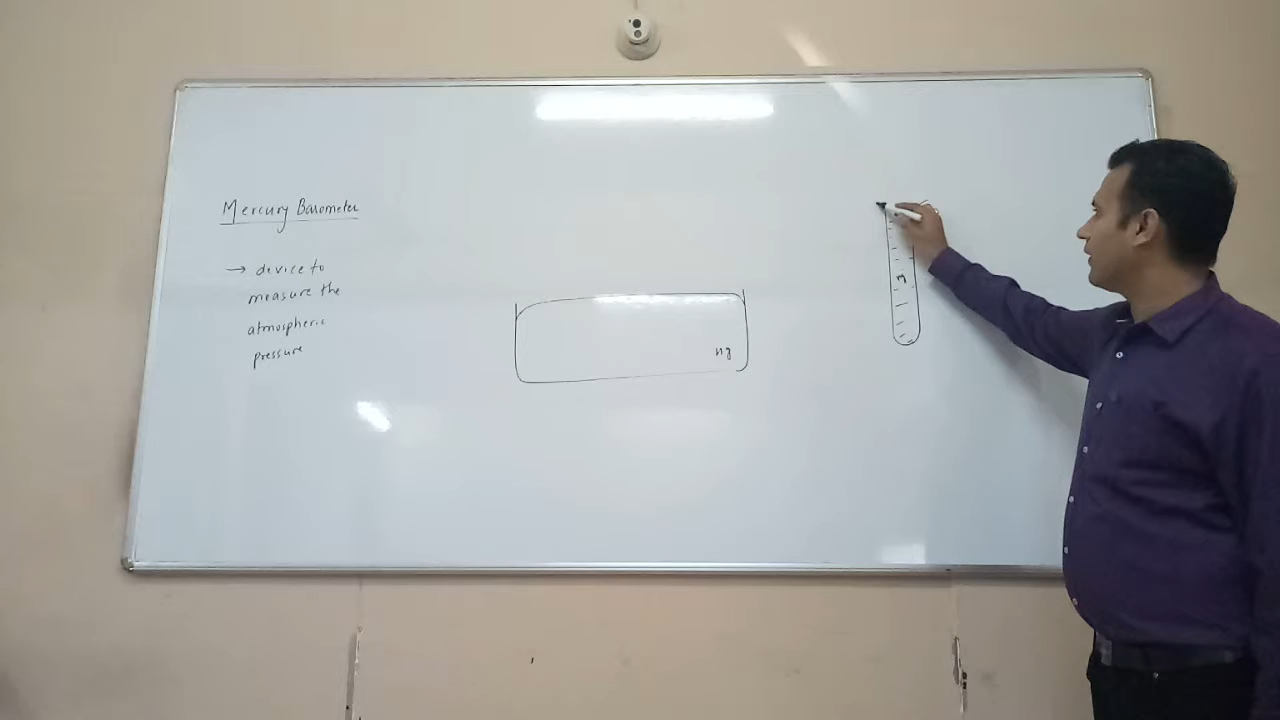 Mercury Barometer
→ device to
measure the
atmospheric
pressure
Hg